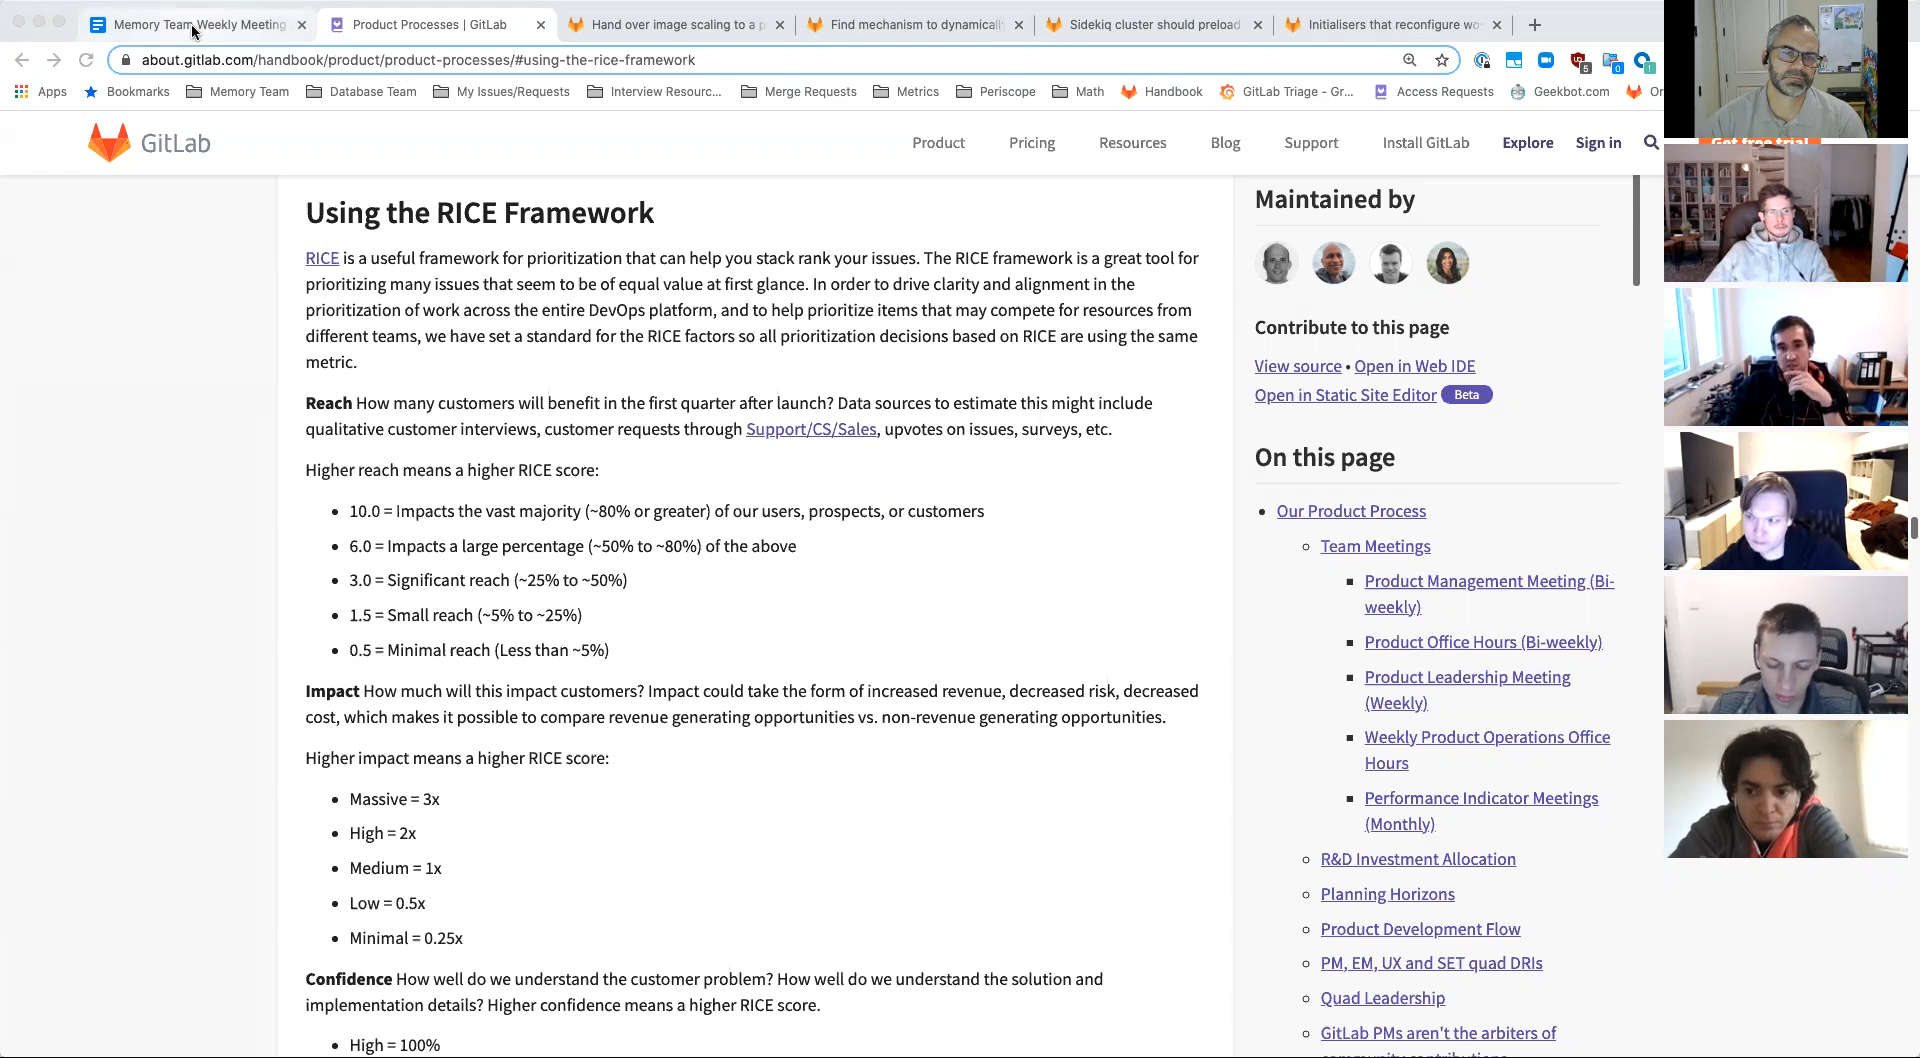 Memory Team Weekly Meeting
Product Processes | GitLab
Hand over image scaling to a p
Find mechanism to dynamicall
Sidekiq cluster should preload
Initialisers that reconfigure wo
about.gitlab.com/handbook/product/product-processes/#using-the-rice-framework
5
0
Apps
Bookmarks
Memory Team
Database Team
My Issues/Requests
Interview Resourc...
Merge Requests
Metrics
Periscope
Math
Handbook
GitLab Triage - Gr...
Access Requests
Geekbot.com
GitLab
Product
Pricing
Resources
Blog
Support
Install GitLab
Explore
Sign in
Get free trial
Using the RICE Framework
RICE is a useful framework for prioritization that can help you stack rank your issues. The RICE framework is a great tool for
prioritizing many issues that seem to be of equal value at first glance. In order to drive clarity and alignment in the
prioritization of work across the entire DevOps platform, and to help prioritize items that may compete for resources from
different teams, we have set a standard for the RICE factors so all prioritization decisions based on RICE are using the same
metric.
Reach How many customers will benefit in the first quarter after launch? Data sources to estimate this might include
qualitative customer interviews, customer requests through Support/CS/Sales, upvotes on issues, surveys, etc.
Higher reach means a higher RICE score:
• 10.0 = Impacts the vast majority (~80% or greater) of our users, prospects, or customers
• 6.0 = Impacts a large percentage (~50% to ~80%) of the above
• 3.0 = Significant reach (~25% to ~50%)
• 1.5 = Small reach (~5% to ~25%)
• 0.5 = Minimal reach (Less than ~5%)
Impact How much will this impact customers? Impact could take the form of increased revenue, decreased risk, decreased
cost, which makes it possible to compare revenue generating opportunities vs. non-revenue generating opportunities.
Higher impact means a higher RICE score:
• Massive = 3x
• High = 2x
• Medium = 1x
• Low = 0.5x
• Minimal = 0.25x
Confidence How well do we understand the customer problem? How well do we understand the solution and
implementation details? Higher confidence means a higher RICE score.
• High = 100%
Maintained by
Contribute to this page
View source • Open in Web IDE
Open in Static Site Editor Beta
On this page
• Our Product Process
Team Meetings
Product Management Meeting (Bi-
weekly)
Product Office Hours (Bi-weekly)
Product Leadership Meeting
(Weekly)
Weekly Product Operations Office
Hours
Performance Indicator Meetings
(Monthly)
R&D Investment Allocation
Planning Horizons
Product Development Flow
PM, EM, UX and SET quad DRIs
Quad Leadership
GitLab PMs aren't the arbiters of
community contributions